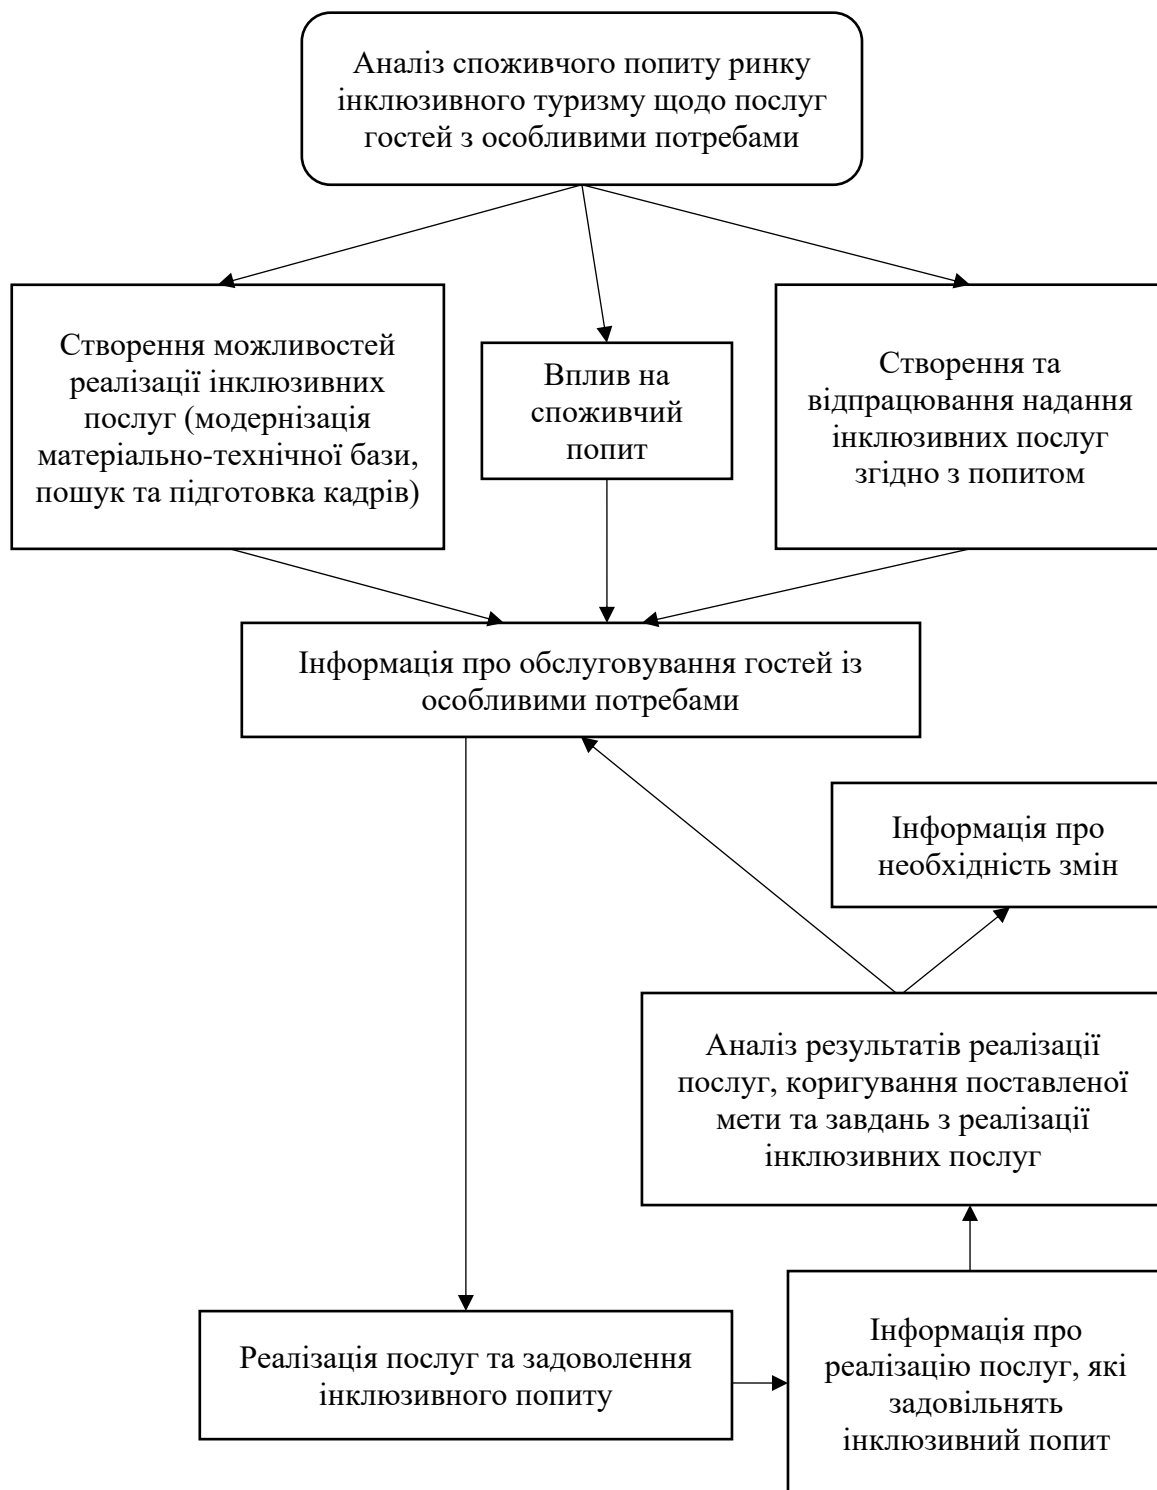 Аналіз споживчого попиту ринку
інклюзивного туризму щодо послуг
гостей з особливими потребами
Створення можливостей
реалізації інклюзивних
послуг (модернізація
матеріально-технічної бази,
пошук та підготовка кадрів)
Вплив на
споживчий
попит
Створення та
відпрацювання надання
інклюзивних послуг
згідно з попитом
Інформація про обслуговування гостей із
особливими потребами
Інформація про
необхідність змін
Аналіз результатів реалізації
послуг, коригування поставленої
мети та завдань з реалізації
інклюзивних послуг
Реалізація послуг та задоволення
інклюзивного попиту
Інформація про
реалізацію послуг, які
задовільнять
інклюзивний попит